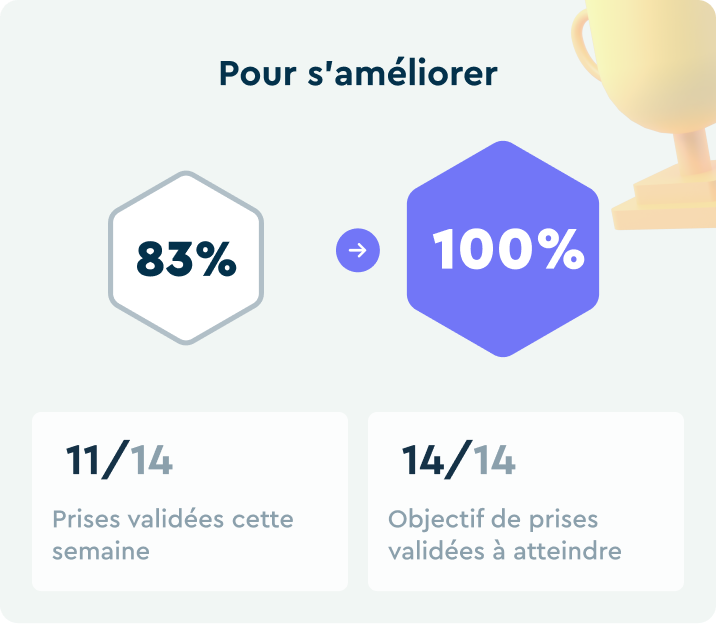 Pour s'améliorer
83%
100%
11/14
Prises validées cette
semaine
14/14
Objectif de prises
validées à atteindre